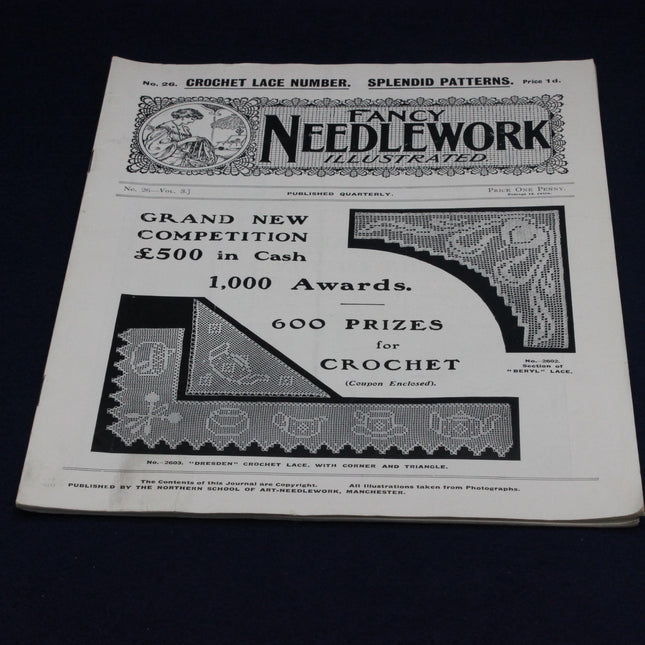 No. 26. CROCHET LACE NUMBER. SPLENDID PATTERNS. Price 1d.
FANCY
NEEDLEWORK
ILLUSTRATED
No. 26—Vol. 3.] PUBLISHED QUARTERLY. Price One Penny.
GRAND NEW
COMPETITION
£500 in Cash
1,000 Awards.
600 PRIZES
for
CROCHET
(Coupon Enclosed).
No.—2602.
Section of
"BERYL" LACE.
No.—2603. "DRESDEN" CROCHET LACE, WITH CORNER AND TRIANGLE.
The Contents of this Journal are Copyright. All Illustrations taken from Photographs.
PUBLISHED BY THE NORTHERN SCHOOL OF ART-NEEDLEWORK, MANCHESTER.